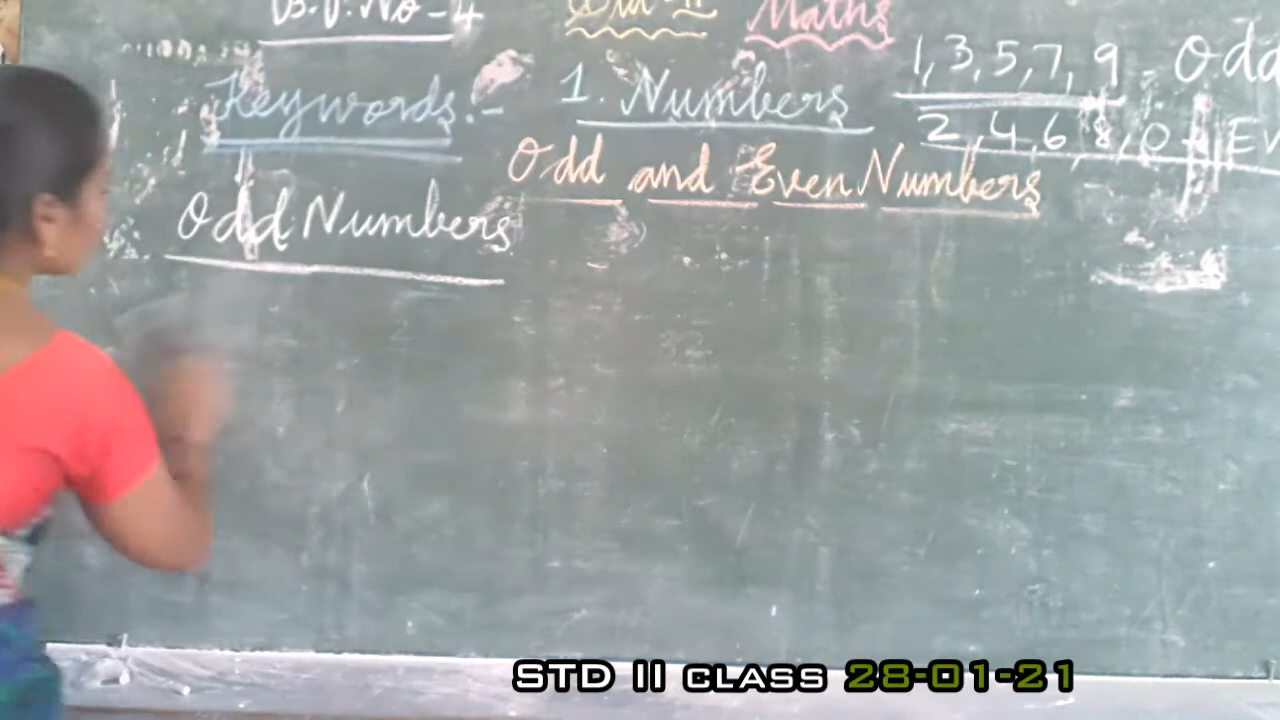 B.V. No - 4
Std - II Maths
Keywords :-
1. Numbers
1, 3, 5, 7, 9 - Odd
2, 4, 6, 8, 0 - Ev
Odd and Even Numbers
Odd Numbers
STD II CLASS 28-01-21